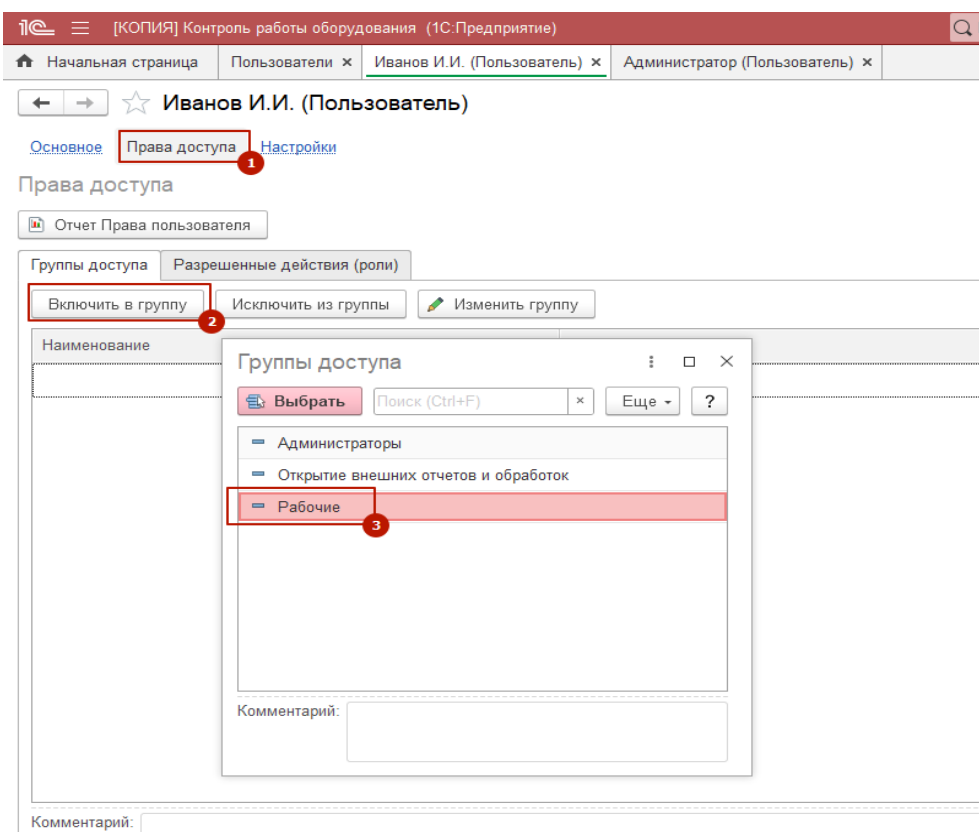 1С [КОПИЯ] Контроль работы оборудования (1С:Предприятие)
Начальная страница Пользователи × Иванов И.И. (Пользователь) × Администратор (Пользователь) ×
Иванов И.И. (Пользователь)
Основное Права доступа Настройки
1
Права доступа
Отчет Права пользователя
Группы доступа Разрешенные действия (роли)
Включить в группу Исключить из группы Изменить группу
2
Наименование
Группы доступа
Выбрать Поиск (Ctrl+F) × Еще ?
Администраторы
Открытие внешних отчетов и обработок
Рабочие
3
Комментарий:
Комментарий: